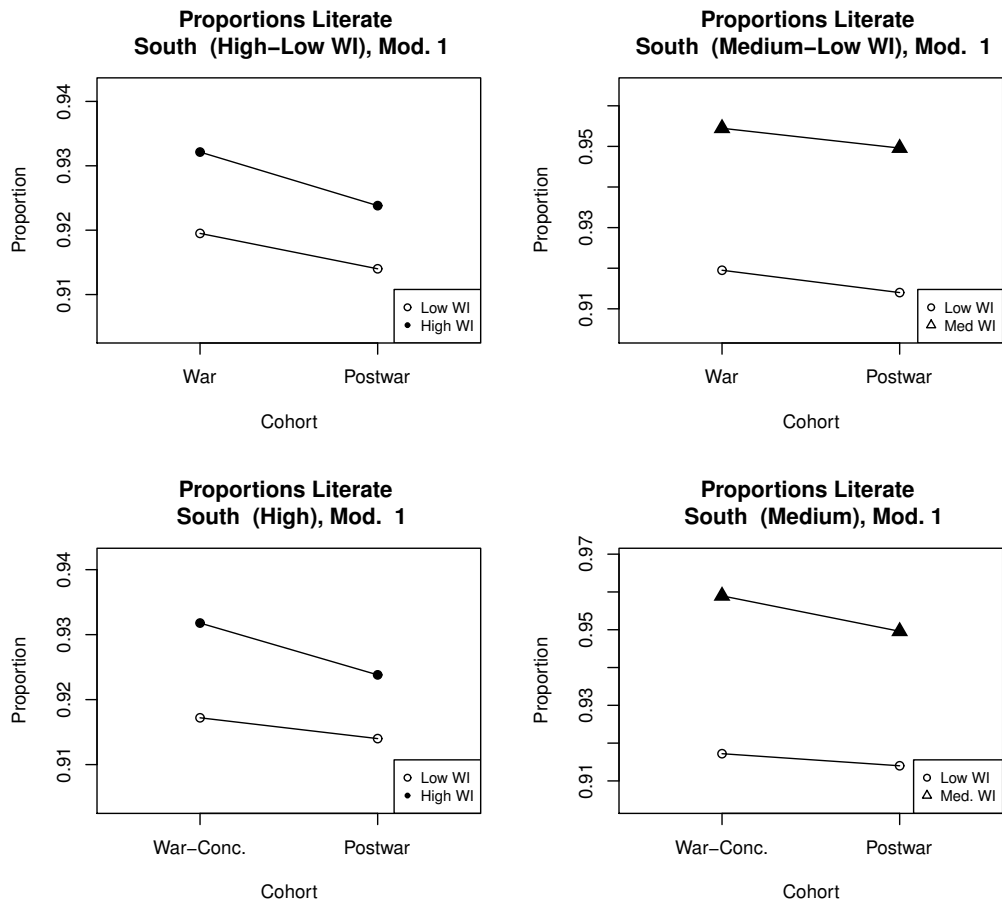 Proportions Literate
South (High−Low WI), Mod. 1
0.94
0.93
0.92
0.91
Proportion
Low WI
High WI
War
Postwar
Cohort
Proportions Literate
South (Medium−Low WI), Mod. 1
0.95
0.93
0.91
Proportion
Low WI
Med WI
War
Postwar
Cohort
Proportions Literate
South (High), Mod. 1
0.94
0.93
0.92
0.91
Proportion
Low WI
High WI
War−Conc.
Postwar
Cohort
Proportions Literate
South (Medium), Mod. 1
0.97
0.95
0.93
0.91
Proportion
Low WI
Med. WI
War−Conc.
Postwar
Cohort